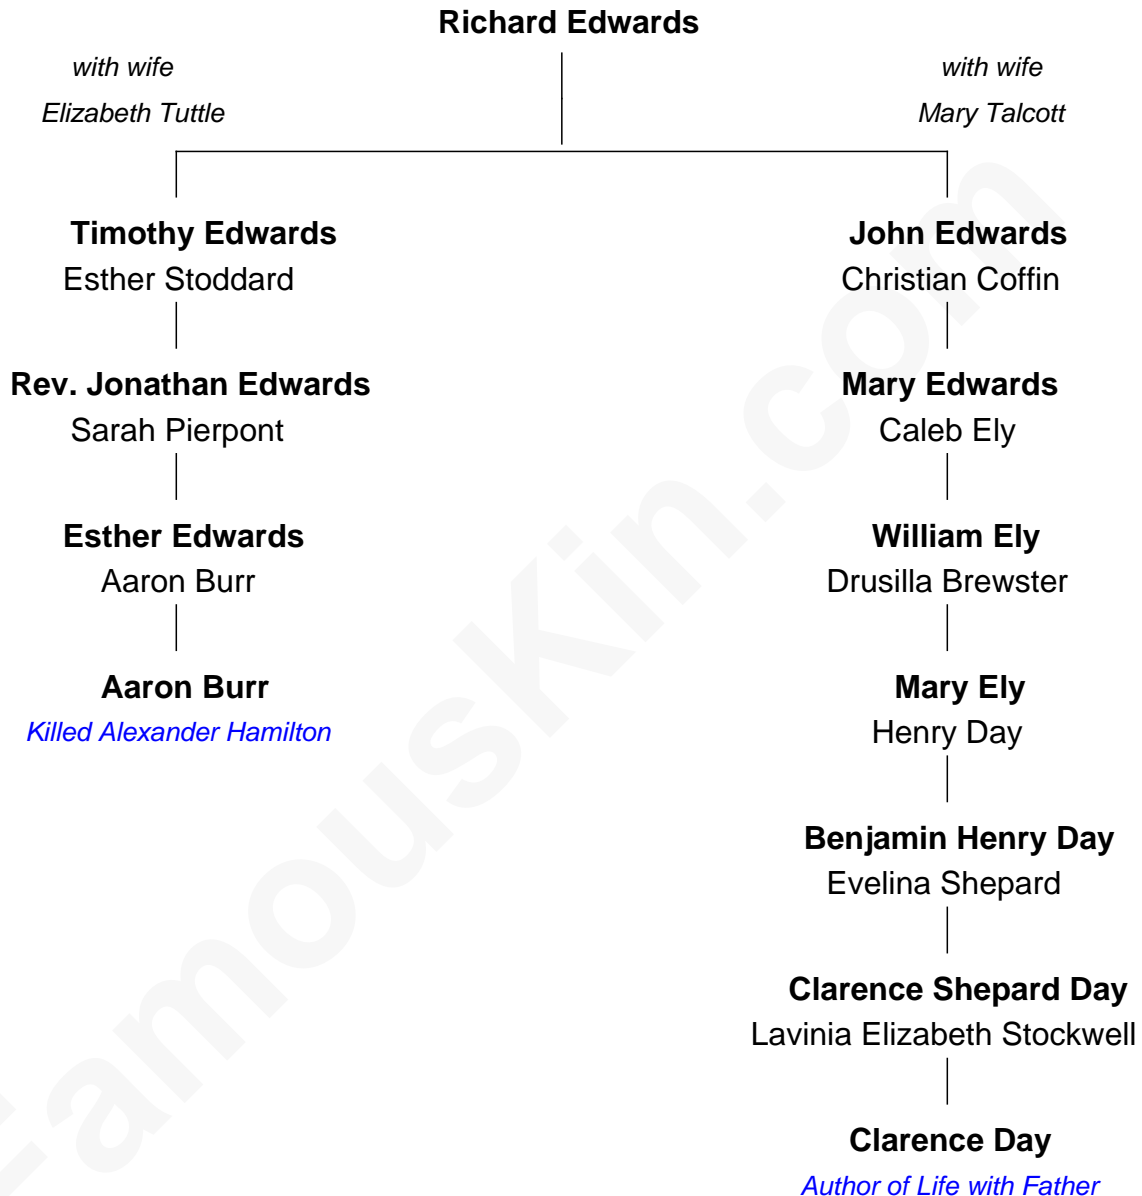 Richard Edwards
with wife
Elizabeth Tuttle
with wife
Mary Talcott
Timothy Edwards
Esther Stoddard
Rev. Jonathan Edwards
Sarah Pierpont
Esther Edwards
Aaron Burr
Aaron Burr
Killed Alexander Hamilton
John Edwards
Christian Coffin
Mary Edwards
Caleb Ely
William Ely
Drusilla Brewster
Mary Ely
Henry Day
Benjamin Henry Day
Evelina Shepard
Clarence Shepard Day
Lavinia Elizabeth Stockwell
Clarence Day
Author of Life with Father
FamousKin.com